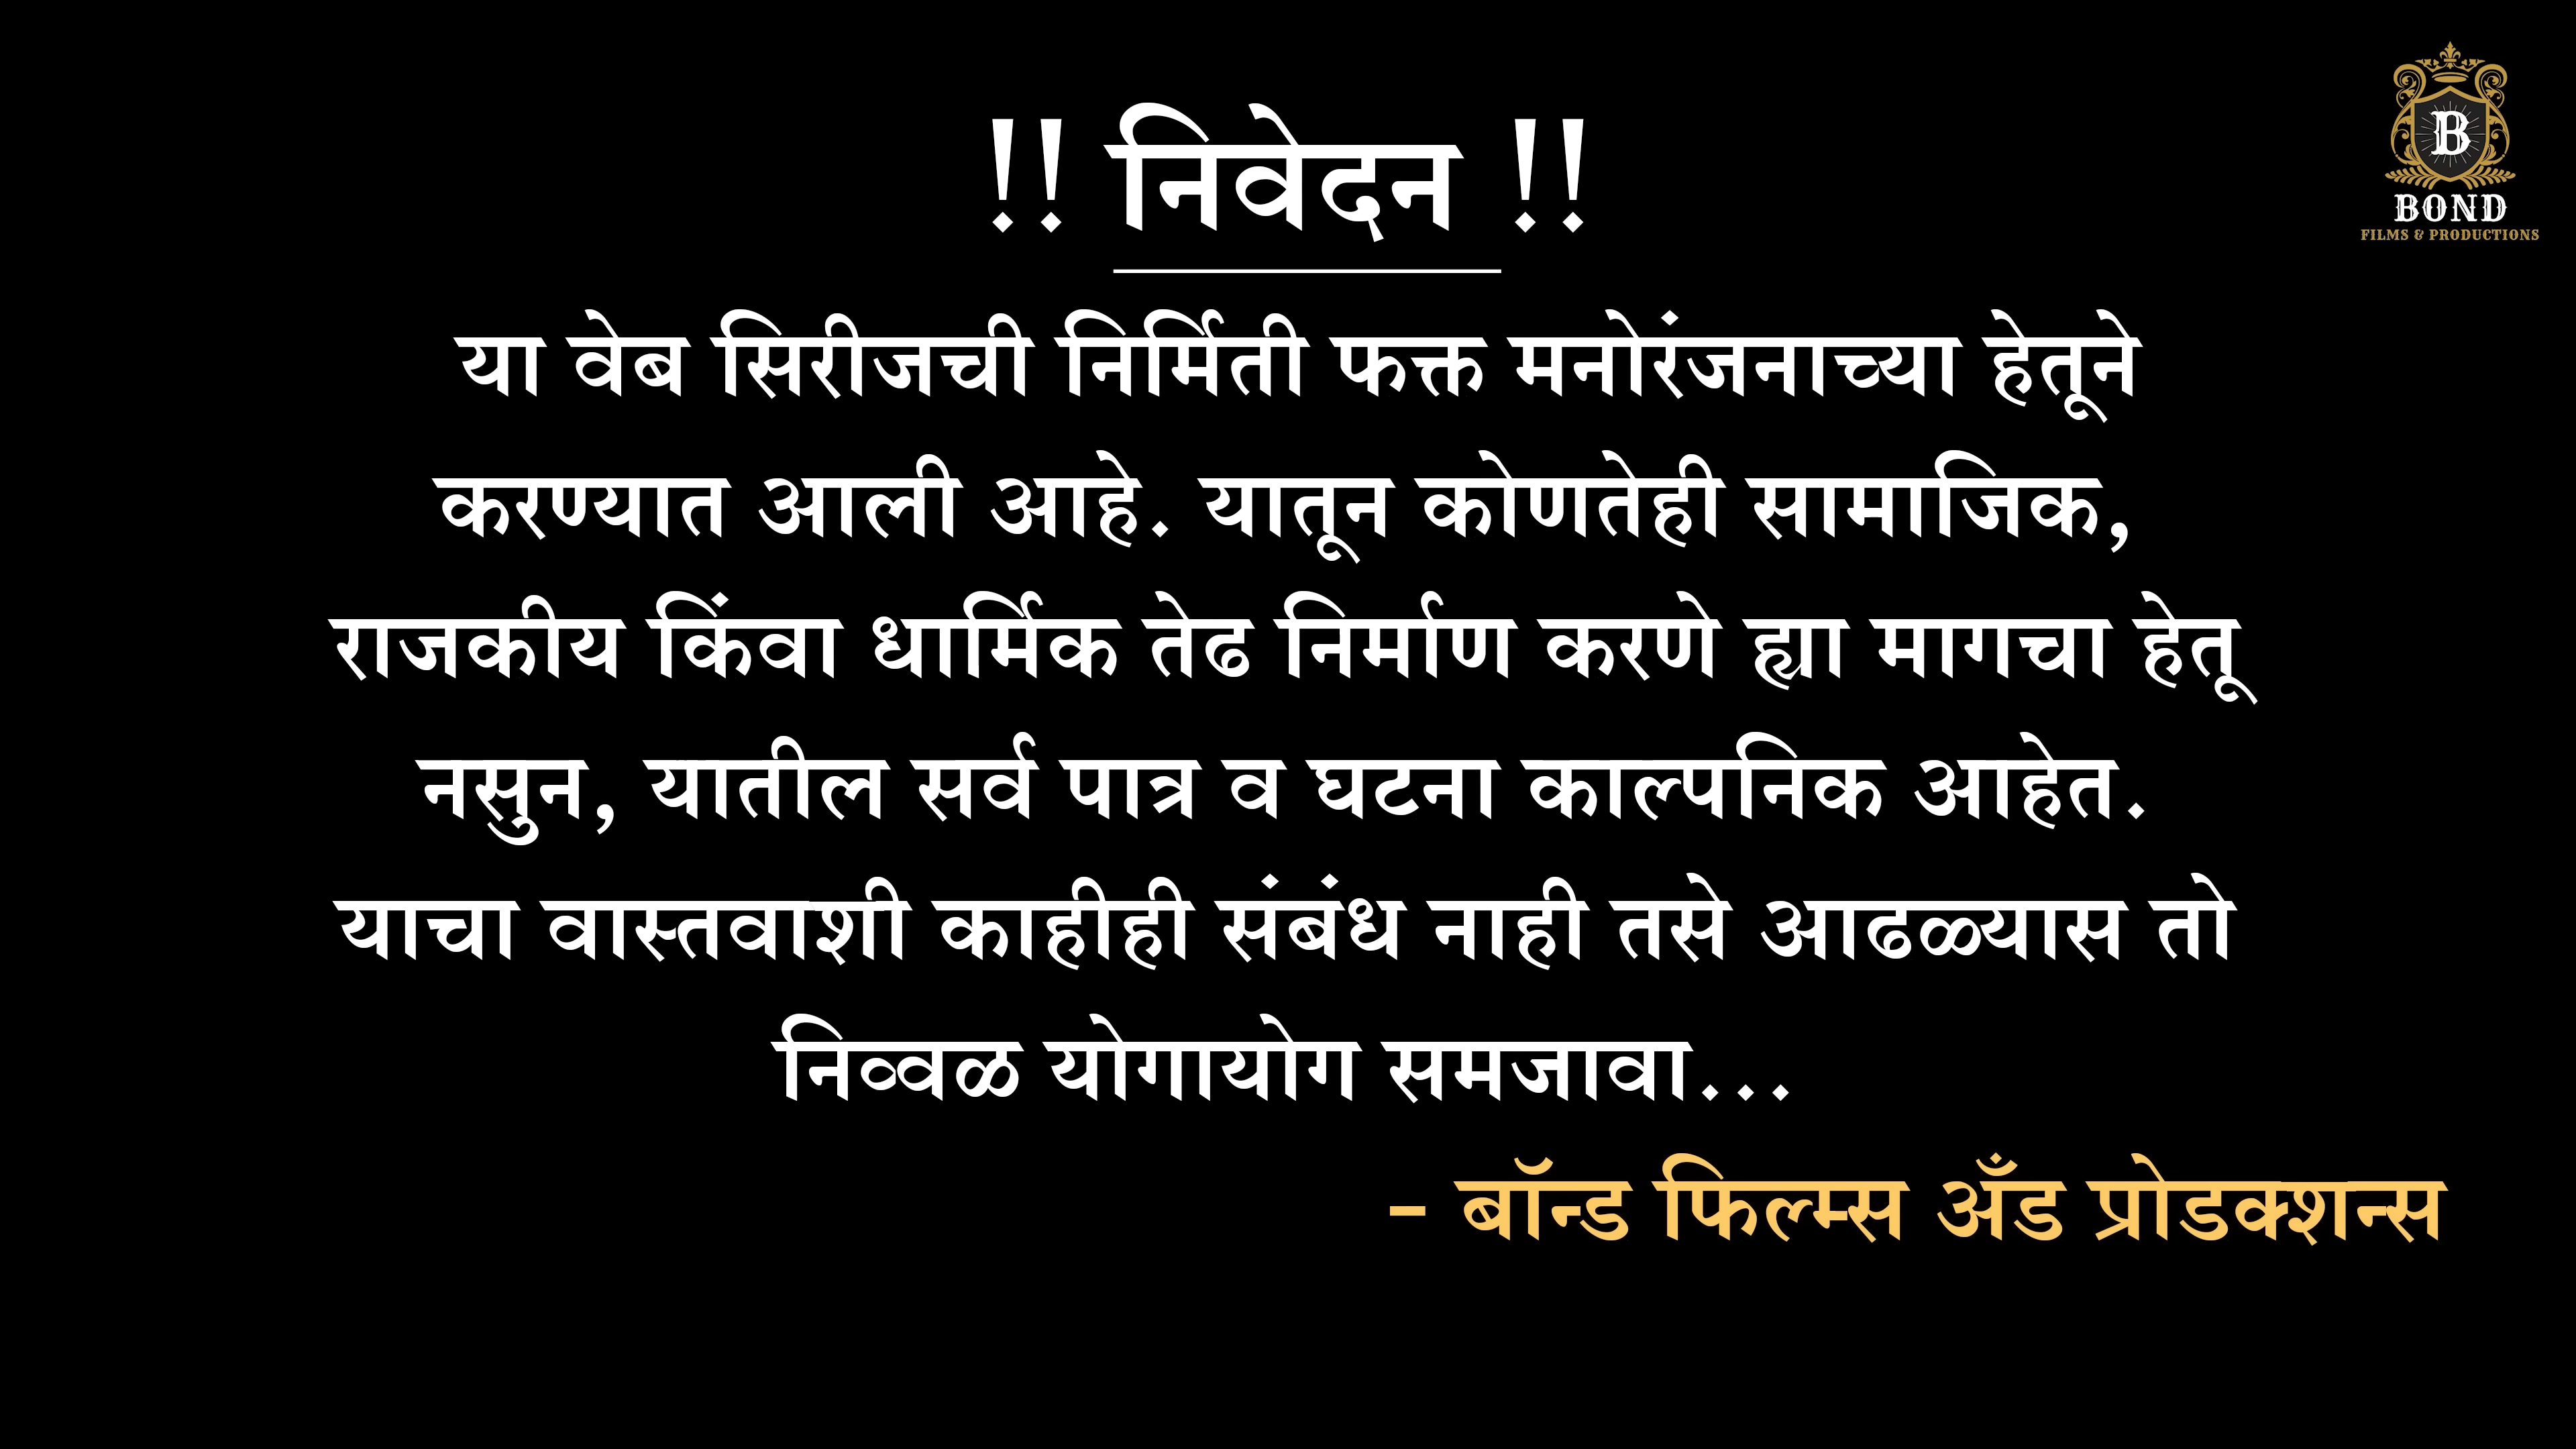 !! निवेदन !!
B
BOND
FILMS & PRODUCTIONS
या वेब सिरीजची निर्मिती फक्त मनोरंजनाच्या हेतूने
करण्यात आली आहे. यातून कोणतेही सामाजिक,
राजकीय किंवा धार्मिक तेढ निर्माण करणे ह्या मागचा हेतू
नसुन, यातील सर्व पात्र व घटना काल्पनिक आहेत.
याचा वास्तवाशी काहीही संबंध नाही तसे आढळ्यास तो
निव्वळ योगायोग समजावा...
- बॉन्ड फिल्म्स अँड प्रोडक्शन्स